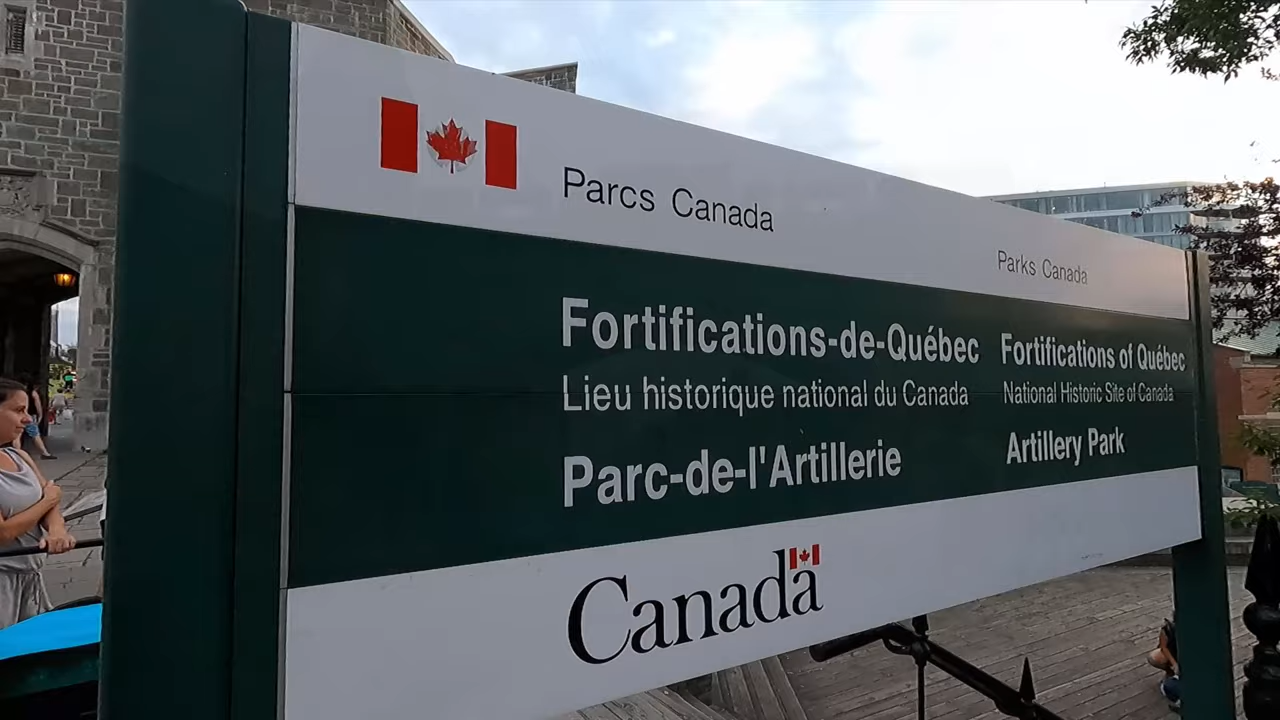 Parcs Canada
Parks Canada
Fortifications-de-Québec
Lieu historique national du Canada
Parc-de-l'Artillerie
Fortifications of Québec
National Historic Site of Canada
Artillery Park
Canada